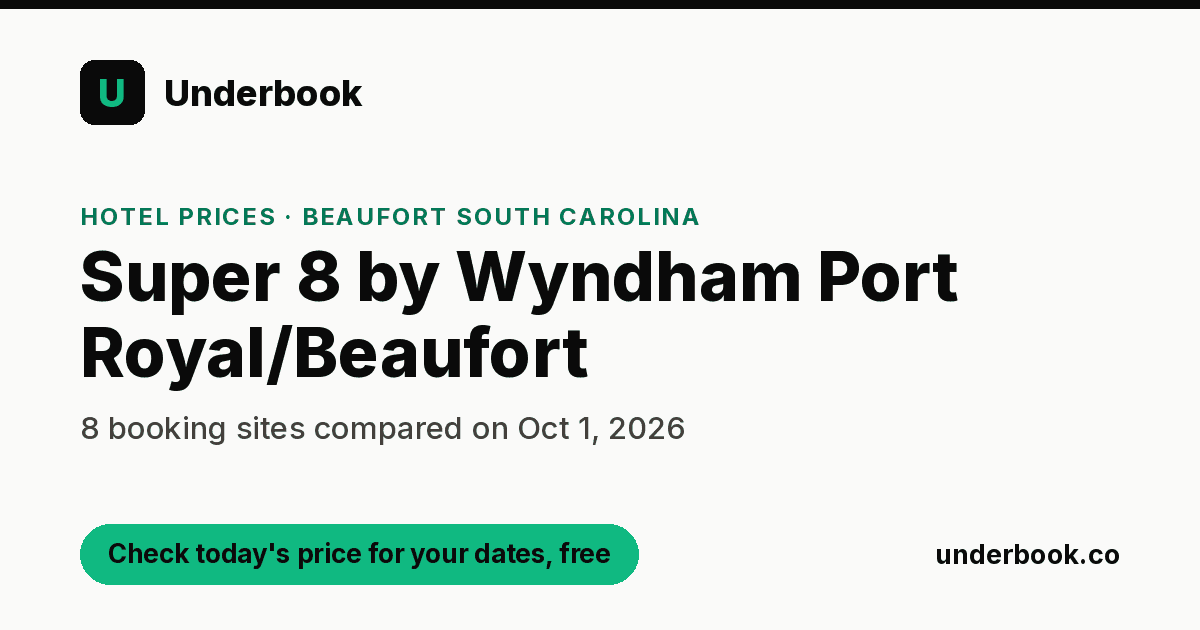 U
Underbook
HOTEL PRICES · BEAUFORT SOUTH CAROLINA
Super 8 by Wyndham Port
Royal/Beaufort
8 booking sites compared on Oct 1, 2026
Check today's price for your dates, free
underbook.co